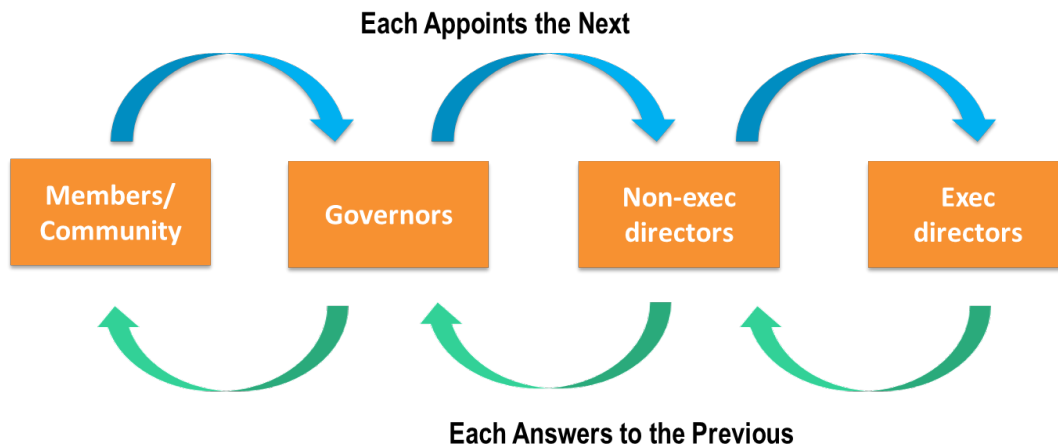 Each Appoints the Next
Members/
Community
Governors
Non-exec
directors
Exec
directors
Each Answers to the Previous